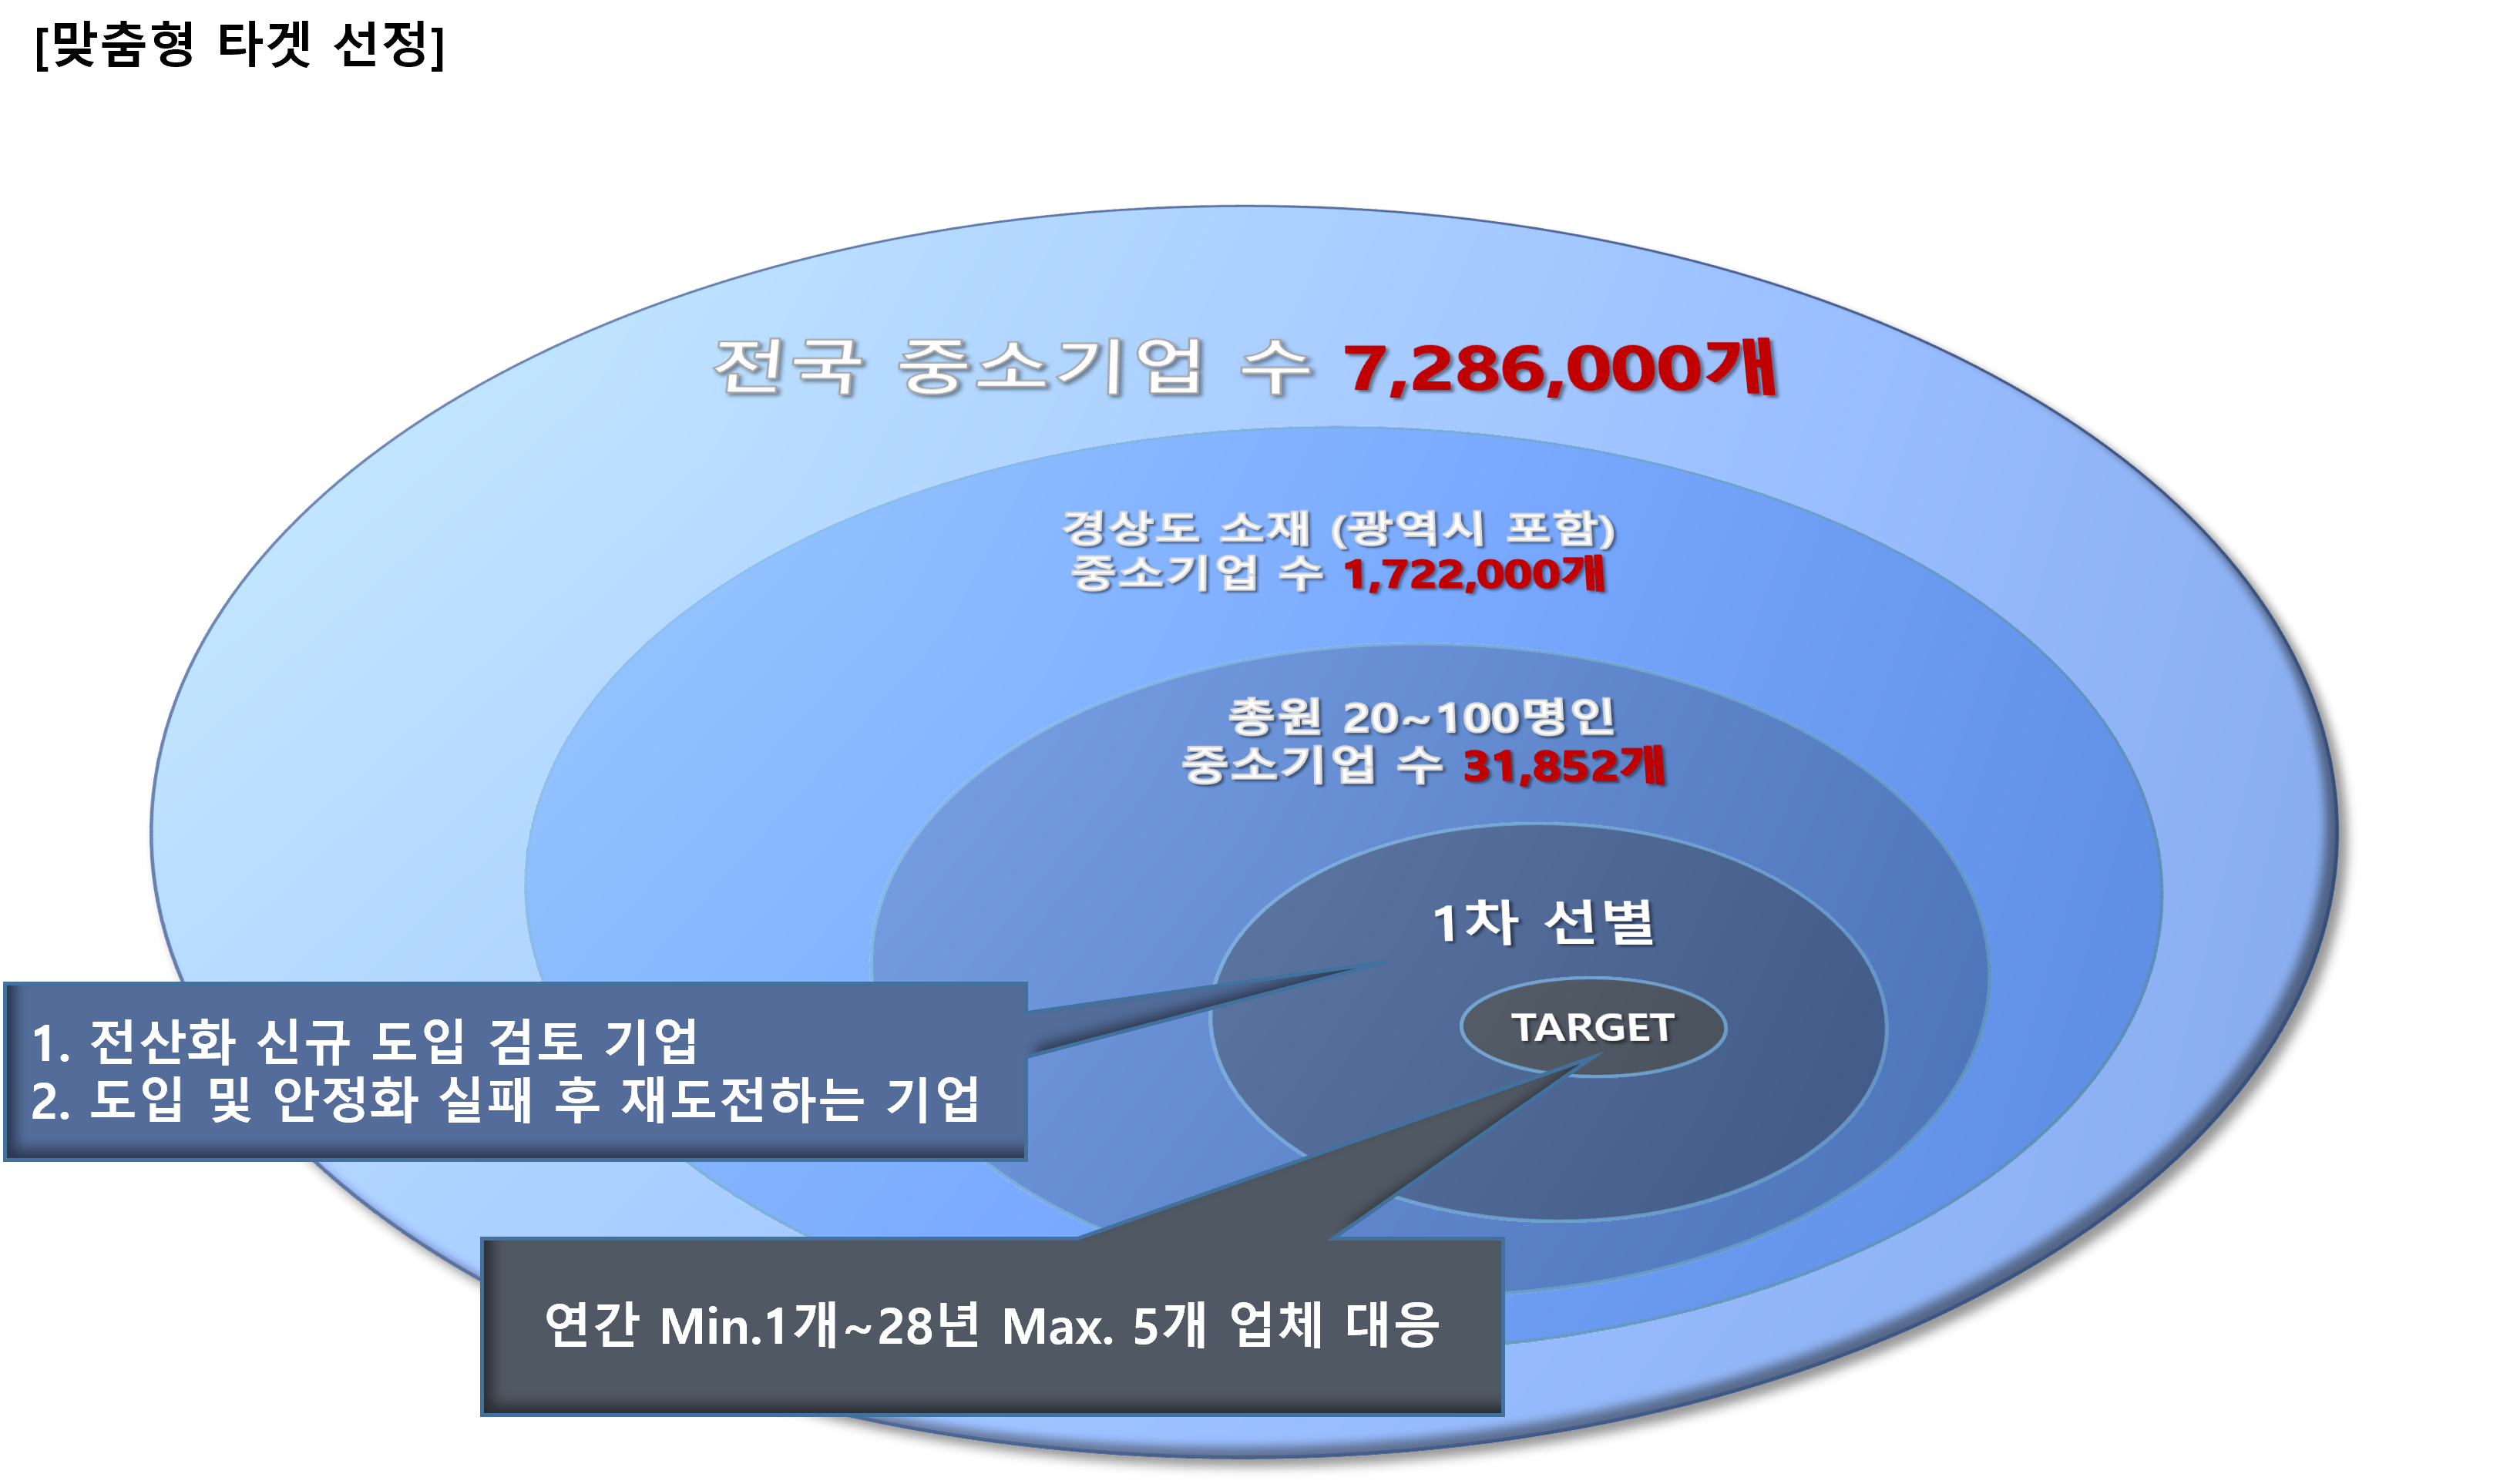 [맞춤형 타겟 선정]
전국 중소기업 수 7,286,000개
경상도 소재 (광역시 포함)
중소기업 수 1,722,000개
총원 20~100명인
중소기업 수 31,852개
1차 선별
TARGET
1. 전산화 신규 도입 검토 기업
2. 도입 및 안정화 실패 후 재도전하는 기업
연간 Min.1개~28년 Max. 5개 업체 대응